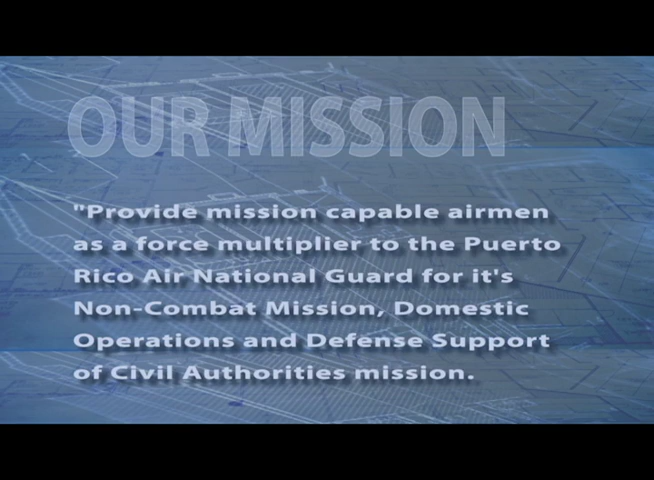 OUR MISSION
"Provide mission capable airmen
as a force multiplier to the Puerto
Rico Air National Guard for it's
Non-Combat Mission, Domestic
Operations and Defense Support
of Civil Authorities mission.